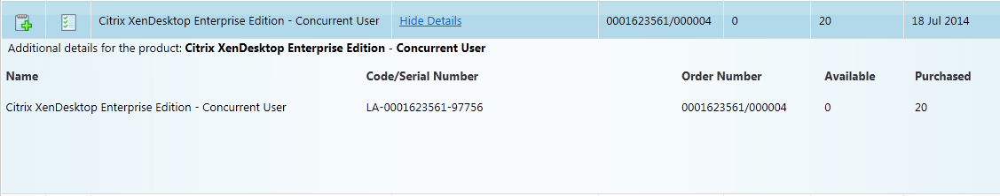 Citrix XenDesktop Enterprise Edition - Concurrent User Hide Details 0001623561/000004 0 20 18 Jul 2014
Additional details for the product: Citrix XenDesktop Enterprise Edition - Concurrent User
Name Code/Serial Number Order Number Available Purchased
Citrix XenDesktop Enterprise Edition - Concurrent User LA-0001623561-97756 0001623561/000004 0 20